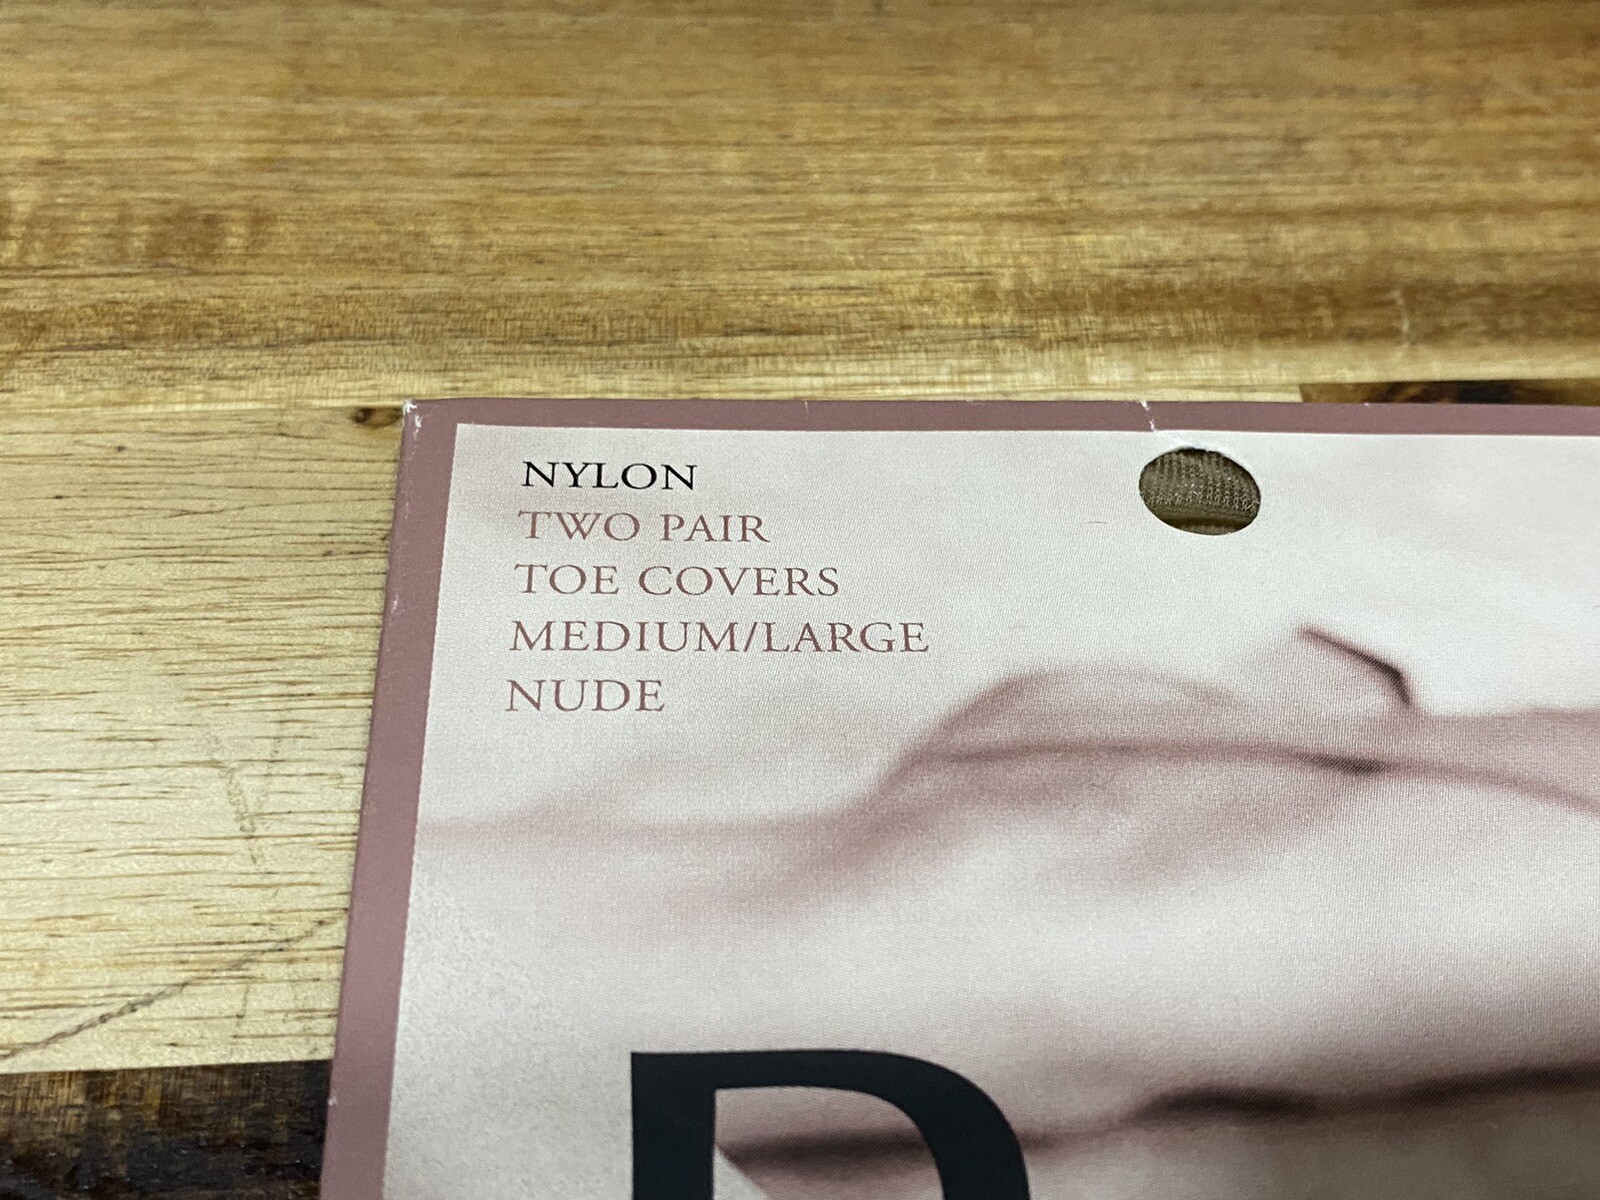 NYLON
TWO PAIR
TOE COVERS
MEDIUM/LARGE
NUDE